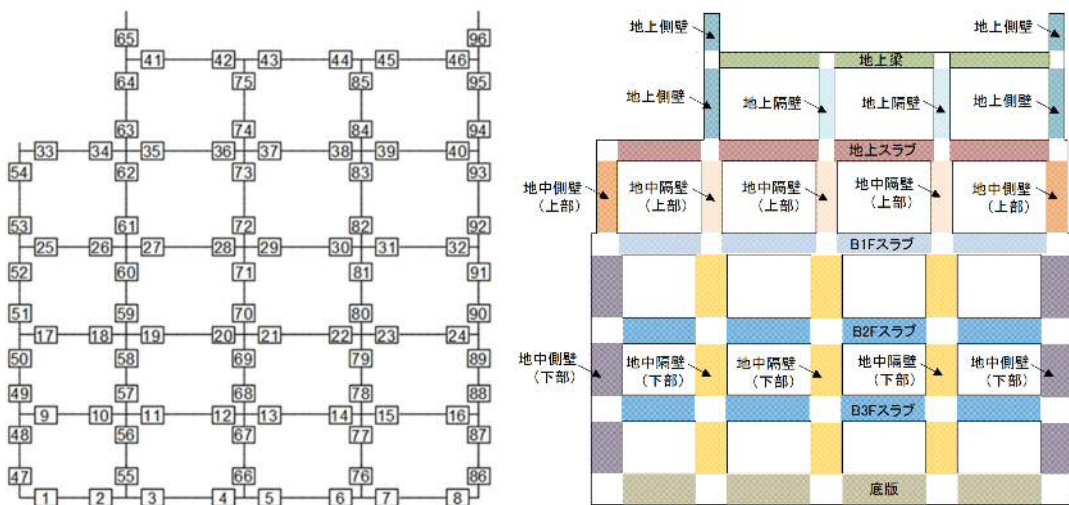 65 96
41 42 43 44 45 46
64 75 85 95
63 74 84 94
33 34 35 36 37 38 39 40
54 62 73 83 93
53 61 72 82 92
25 26 27 28 29 30 31 32
52 60 71 81 91
51 59 70 80 90
17 18 19 20 21 22 23 24
50 58 69 79 89
49 57 68 78 88
9 10 11 12 13 14 15 16
48 56 67 77 87
47 55 66 76 86
1 2 3 4 5 6 7 8
地上側壁 地上側壁
地上梁
地上側壁 地上隔壁 地上隔壁 地上側壁
地上スラブ
地中側壁 地中隔壁 地中隔壁 地中隔壁 地中側壁
(上部) (上部) (上部) (上部) (上部)
B1Fスラブ
B2Fスラブ
地中側壁 地中隔壁 地中隔壁 地中隔壁 地中側壁
(下部) (下部) (下部) (下部) (下部)
B3Fスラブ
底版